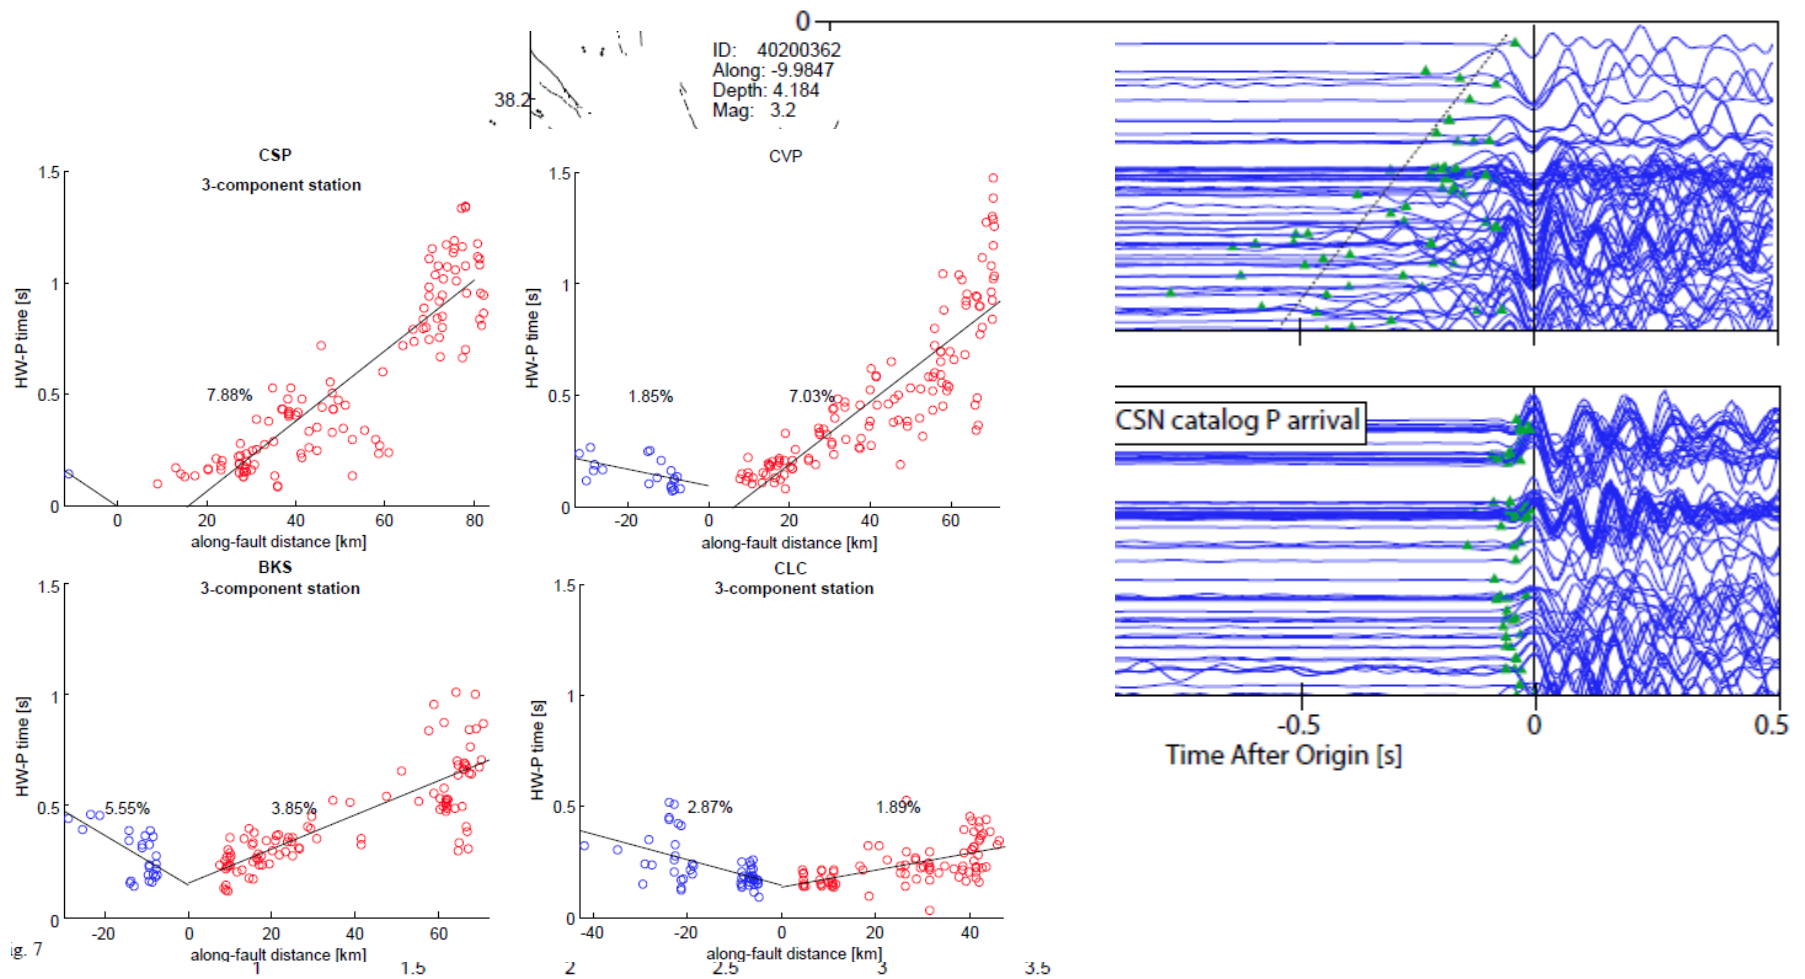 0
ID: 40200362
Along: -9.9847
Depth: 4.184
Mag: 3.2
38.2
CSP
3-component station
1.5
1
0.5
0
HW-P time [s]
7.88%
0 20 40 60 80
along-fault distance [km]
CVP
1.5
1
0.5
0
HW-P time [s]
1.85%
7.03%
-20 0 20 40 60
along-fault distance [km]
BKS
3-component station
1.5
1
0.5
0
HW-P time [s]
5.55%
3.85%
-20 0 20 40 60
along-fault distance [km]
CLC
3-component station
1.5
1
0.5
0
HW-P time [s]
2.87%
1.89%
-40 -20 0 20 40
along-fault distance [km]
ig. 7
1 1.5 2 2.5 3 3.5
CSN catalog P arrival
-0.5 0 0.5
Time After Origin [s]